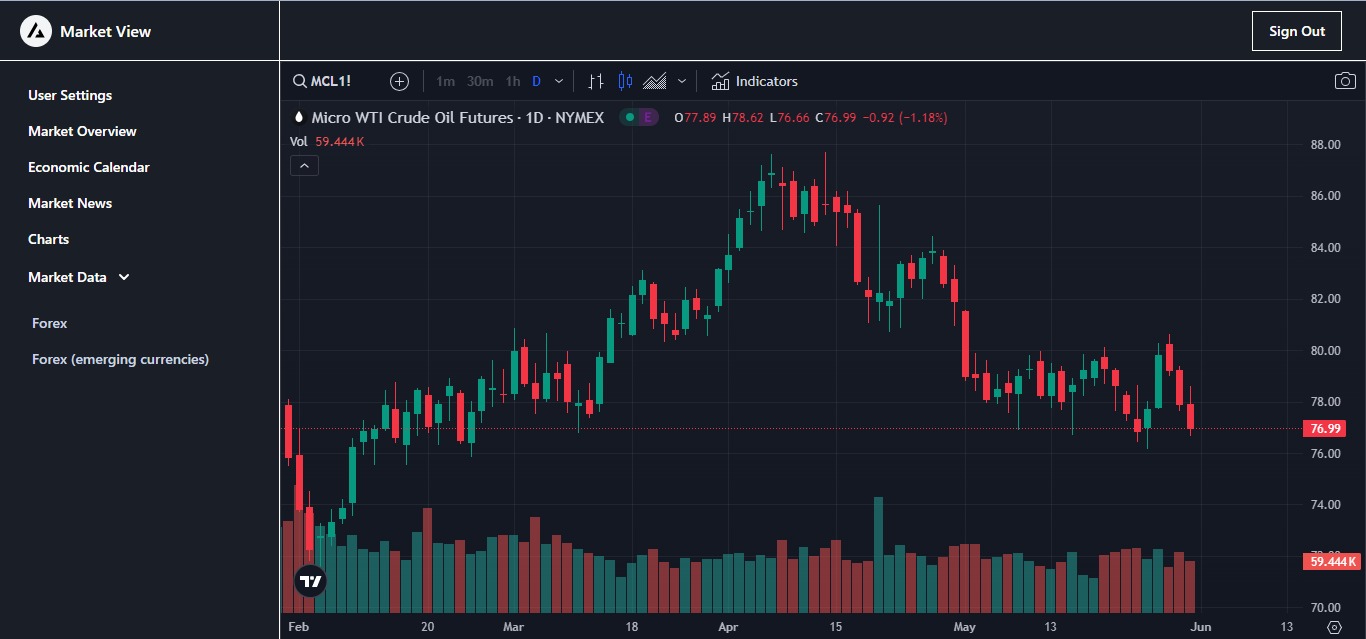 Market View
Sign Out
User Settings
Market Overview
Economic Calendar
Market News
Charts
Market Data
Forex
Forex (emerging currencies)
MCL1! 1m 30m 1h D Indicators
Micro WTI Crude Oil Futures · 1D · NYMEX E O77.89 H78.62 L76.66 C76.99 −0.92 (−1.18%)
Vol 59.444K
88.00
86.00
84.00
82.00
80.00
78.00
76.99
76.00
74.00
72.00
59.444K
70.00
Feb 20 Mar 18 Apr 15 May 13 Jun 13